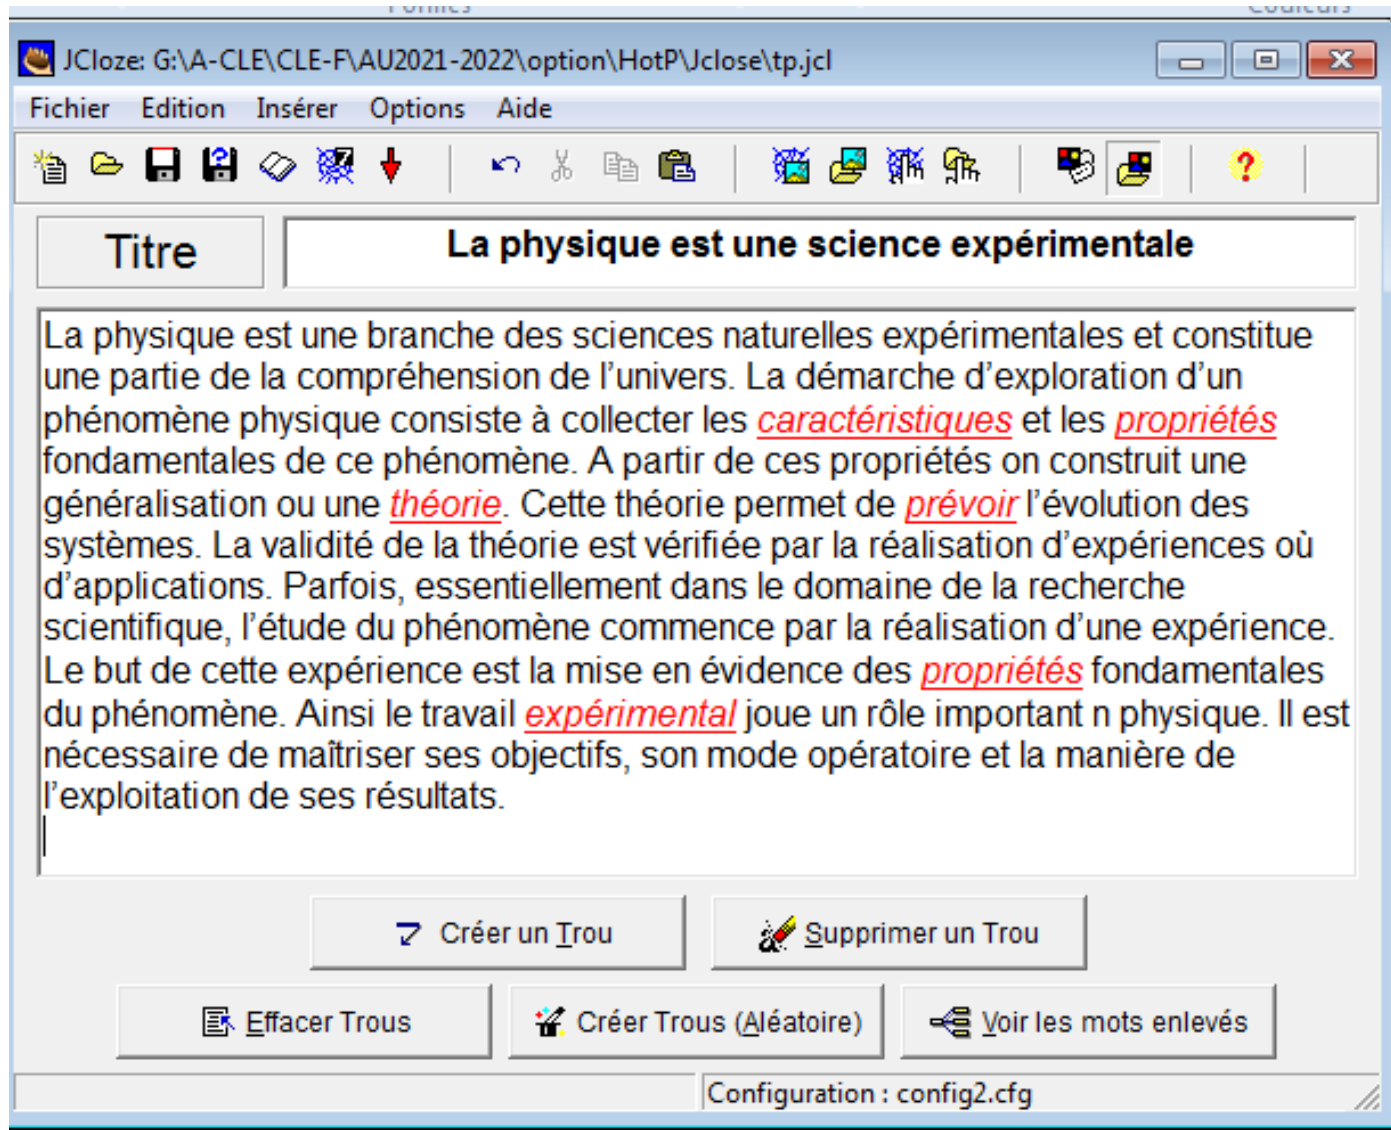 JCloze: G:\A-CLE\CLE-F\AU2021-2022\option\HotP\Jclose\tp.jcl
Fichier Edition Insérer Options Aide
Titre
La physique est une science expérimentale
La physique est une branche des sciences naturelles expérimentales et constitue
une partie de la compréhension de l’univers. La démarche d’exploration d’un
phénomène physique consiste à collecter les caractéristiques et les propriétés
fondamentales de ce phénomène. A partir de ces propriétés on construit une
généralisation ou une théorie. Cette théorie permet de prévoir l’évolution des
systèmes. La validité de la théorie est vérifiée par la réalisation d’expériences où
d’applications. Parfois, essentiellement dans le domaine de la recherche
scientifique, l’étude du phénomène commence par la réalisation d’une expérience.
Le but de cette expérience est la mise en évidence des propriétés fondamentales
du phénomène. Ainsi le travail expérimental joue un rôle important n physique. Il est
nécessaire de maîtriser ses objectifs, son mode opératoire et la manière de
l’exploitation de ses résultats.
Créer un Trou
Supprimer un Trou
Effacer Trous
Créer Trous (Aléatoire)
Voir les mots enlevés
Configuration : config2.cfg